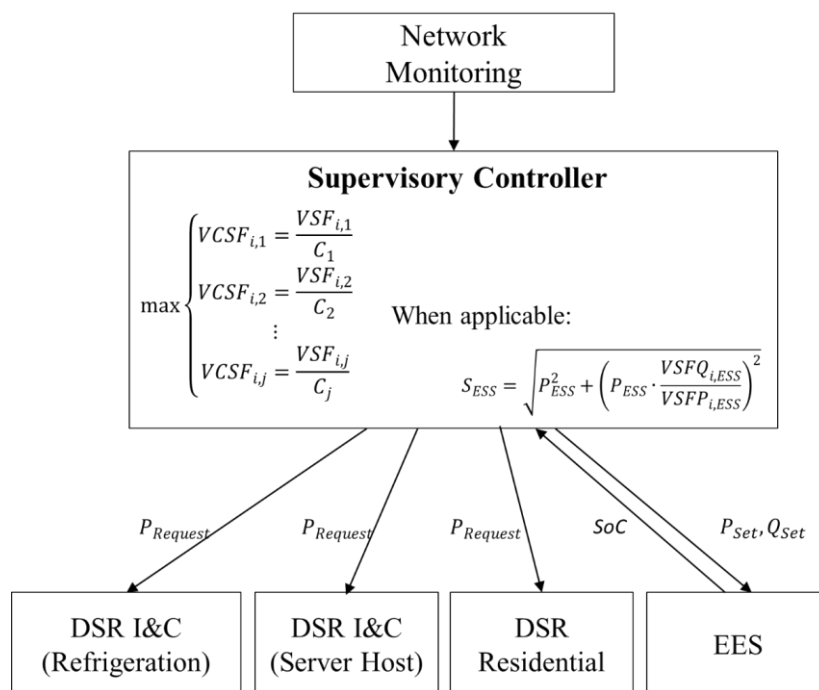 Network
Monitoring
Supervisory Controller
max { VCSF_{i,1} = VSF_{i,1} / C_1
VCSF_{i,2} = VSF_{i,2} / C_2
⋮
VCSF_{i,j} = VSF_{i,j} / C_j
When applicable:
S_{ESS} = √(P_{ESS}^2 + (P_{ESS} · VSFQ_{i,ESS} / VSFP_{i,ESS})^2)
P_{Request}
P_{Request}
P_{Request}
SoC
P_{Set}, Q_{Set}
DSR I&C
(Refrigeration)
DSR I&C
(Server Host)
DSR
Residential
EES